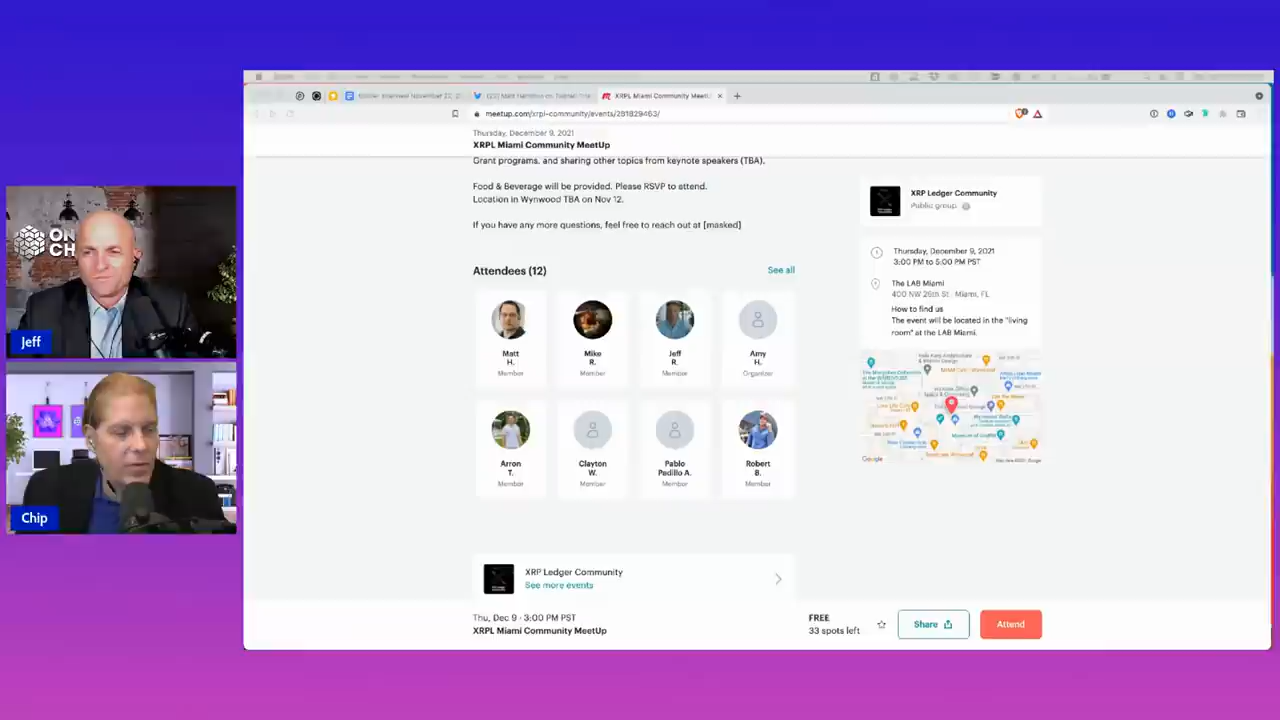 XRPL Miami Community MeetU
meetup.com/xrpl-community/events/281829463/
Thursday, December 9, 2021
XRPL Miami Community MeetUp
Grant programs, and sharing other topics from keynote speakers (TBA).
Food & Beverage will be provided. Please RSVP to attend.
Location in Wynwood TBA on Nov 12.
If you have any more questions, feel free to reach out at [masked]
Attendees (12)
See all
Matt
H.
Member
Mike
R.
Member
Jeff
R.
Member
Amy
H.
Organizer
Arron
T.
Member
Clayton
W.
Member
Pablo
Padillo A.
Member
Robert
B.
Member
XRP Ledger Community
See more events
XRP Ledger Community
Public group
Thursday, December 9, 2021
3:00 PM to 5:00 PM PST
The LAB Miami
400 NW 26th St · Miami, FL
How to find us
The event will be located in the "living
room" at the LAB Miami.
Google
Thu, Dec 9 · 3:00 PM PST
XRPL Miami Community MeetUp
FREE
33 spots left
Share
Attend
ON
CH
Jeff
Chip